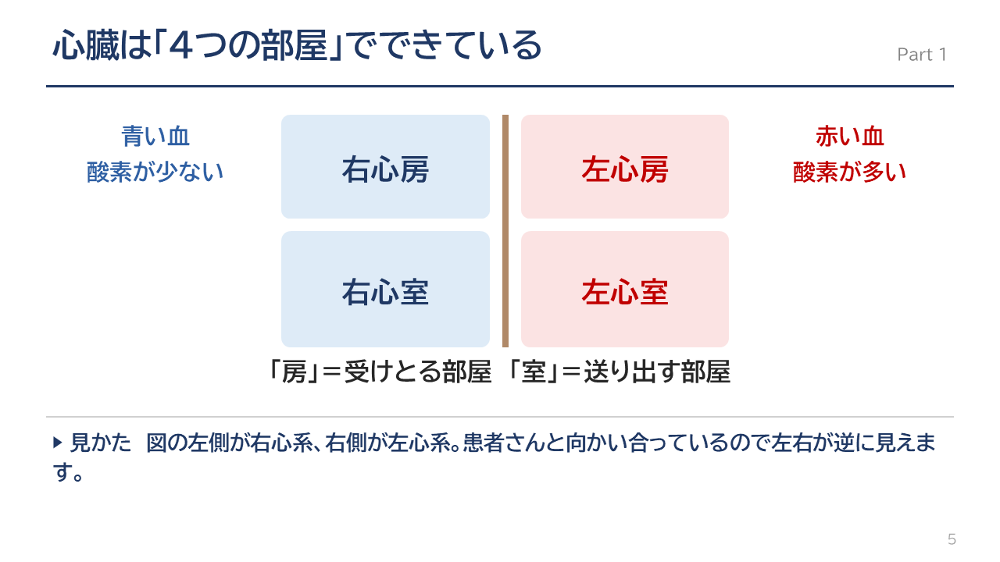 心臓は「4つの部屋」でできている
Part 1
青い血
酸素が少ない
右心房
左心房
赤い血
酸素が多い
右心室
左心室
「房」＝受けとる部屋 「室」＝送り出す部屋
▶ 見かた 図の左側が右心系、右側が左心系。患者さんと向かい合っているので左右が逆に見えま
す。
5